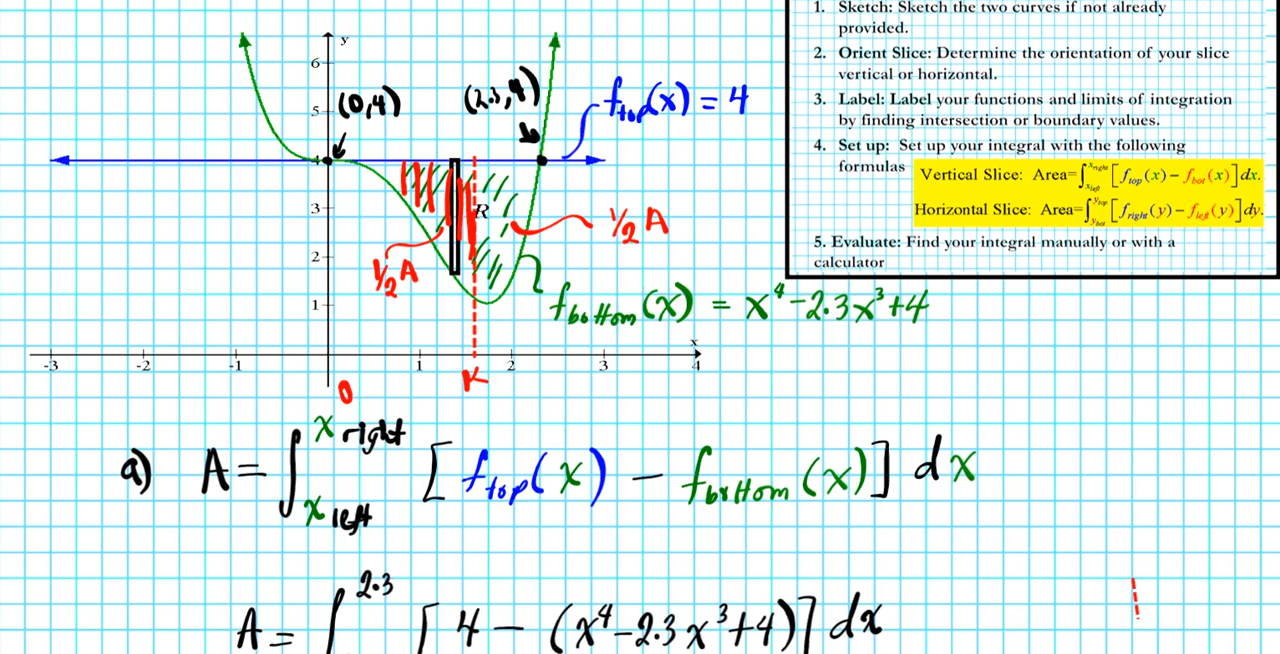 1. Sketch: Sketch the two curves if not already
provided.
2. Orient Slice: Determine the orientation of your slice
vertical or horizontal.
3. Label: Label your functions and limits of integration
by finding intersection or boundary values.
4. Set up: Set up your integral with the following
formulas
Vertical Slice: Area=∫_{x_left}^{x_right} [f_top(x) – f_bot(x)]dx.
Horizontal Slice: Area=∫_{y_bot}^{y_top} [f_right(y) – f_left(y)]dy.
5. Evaluate: Find your integral manually or with a
calculator
y
6
5
4
3
2
1
(0,4)
(2.3,4)
f_top(x) = 4
R
½A
½A
f_bottom(x) = x⁴-2.3x³+4
x
-3 -2 -1 1 2 3 4
0
K
a) A = ∫_{x left}^{x right} [f_top(x) – f_bottom(x)] dx
A = ∫^{2.3} [4 – (x⁴-2.3x³+4)] dx